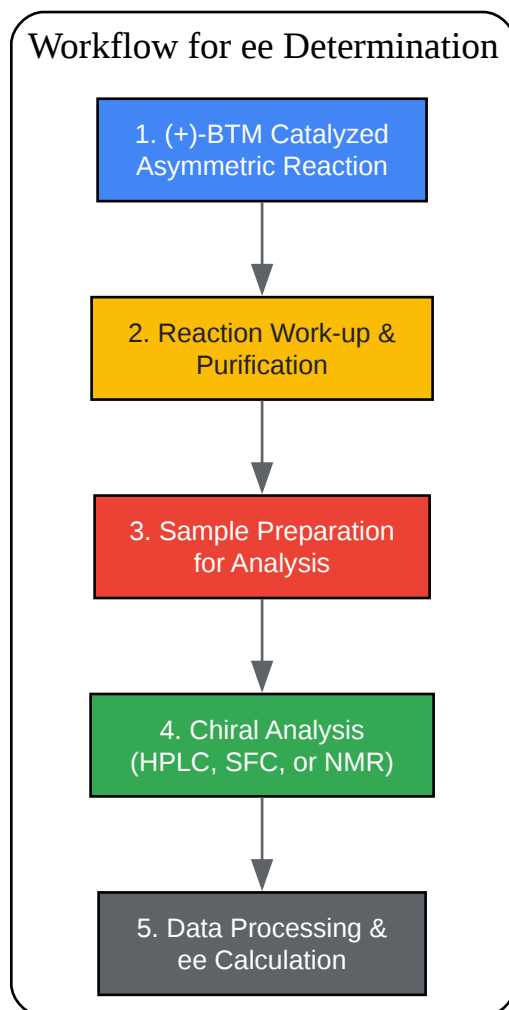 Workflow for ee Determination
1. (+)-BTM Catalyzed
Asymmetric Reaction
2. Reaction Work-up &
Purification
3. Sample Preparation
for Analysis
4. Chiral Analysis
(HPLC, SFC, or NMR)
5. Data Processing &
ee Calculation